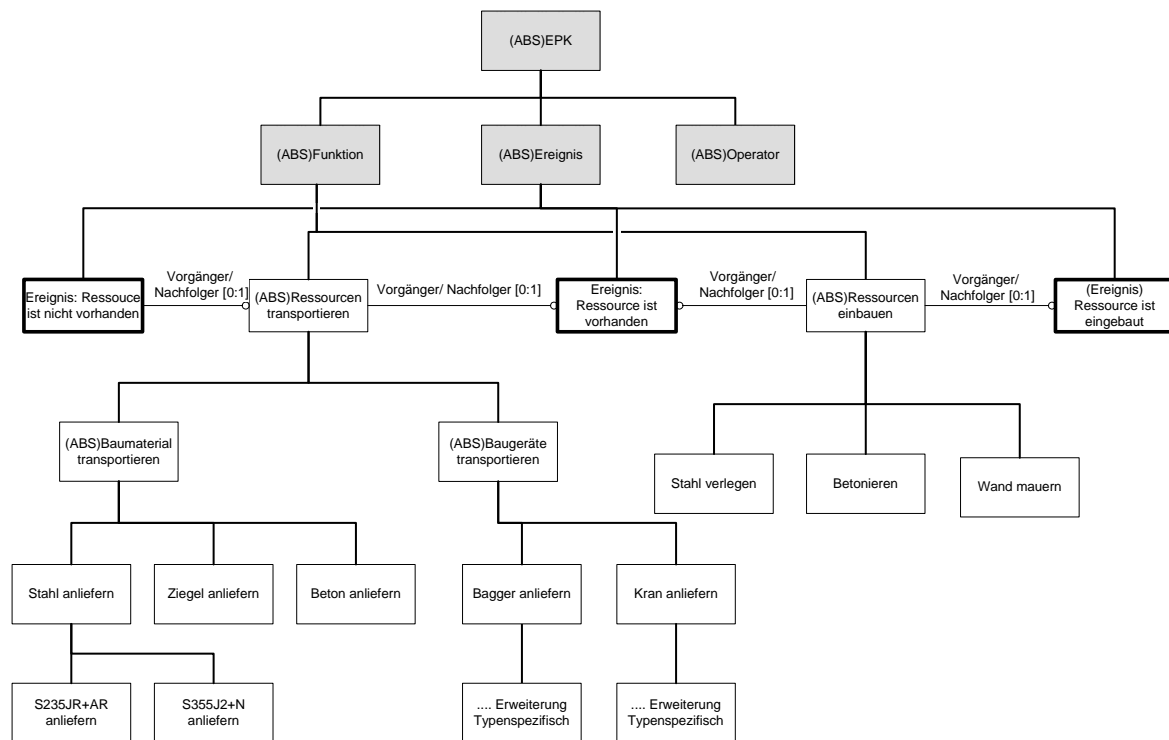 (ABS)EPK
(ABS)Funktion
(ABS)Ereignis
(ABS)Operator
Ereignis: Ressouce
ist nicht vorhanden
Vorgänger/
Nachfolger [0:1]
(ABS)Ressourcen
transportieren
Vorgänger/ Nachfolger [0:1]
Ereignis:
Ressource ist
vorhanden
Vorgänger/
Nachfolger [0:1]
(ABS)Ressourcen
einbauen
Vorgänger/
Nachfolger [0:1]
(Ereignis)
Ressource ist
eingebaut
(ABS)Baumaterial
transportieren
(ABS)Baugeräte
transportieren
Stahl verlegen
Betonieren
Wand mauern
Stahl anliefern
Ziegel anliefern
Beton anliefern
Bagger anliefern
Kran anliefern
S235JR+AR
anliefern
S355J2+N
anliefern
.... Erweiterung
Typenspezifisch
.... Erweiterung
Typenspezifisch